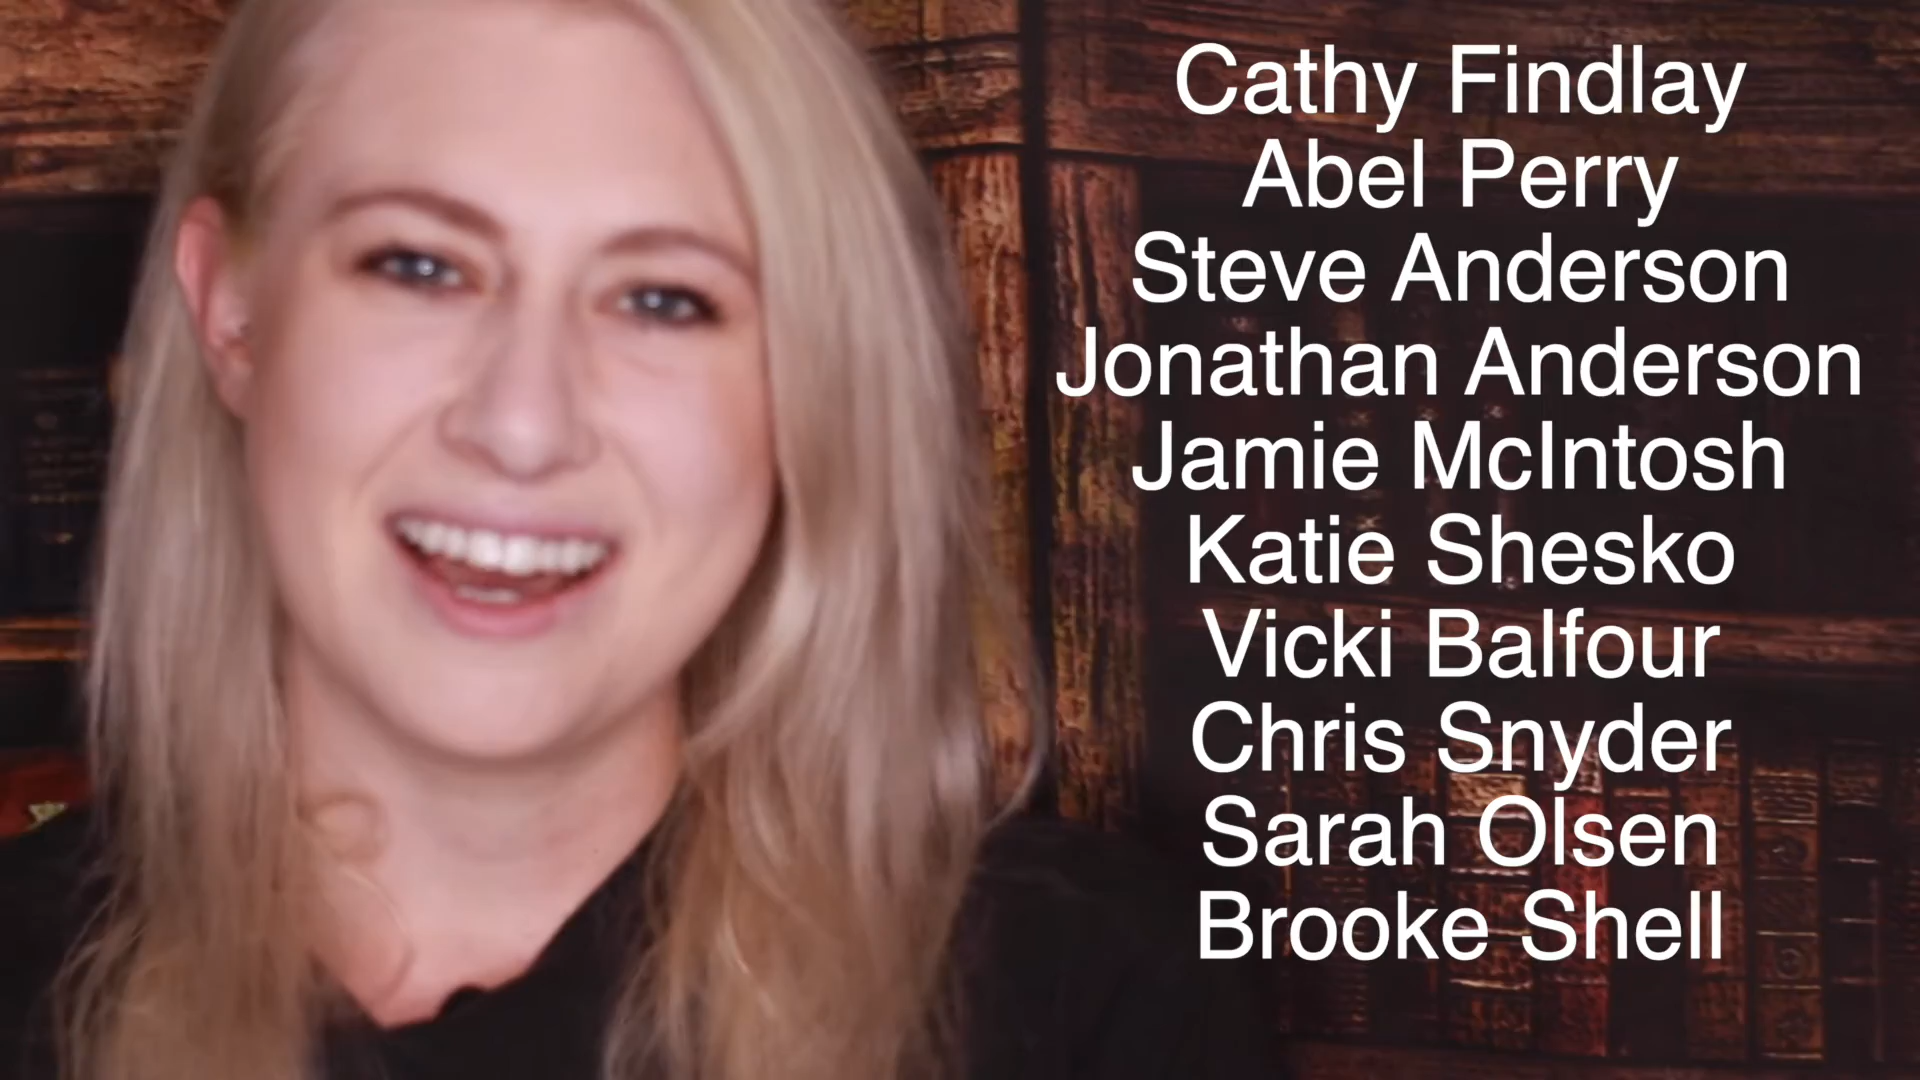 Cathy Findlay
Abel Perry
Steve Anderson
Jonathan Anderson
Jamie McIntosh
Katie Shesko
Vicki Balfour
Chris Snyder
Sarah Olsen
Brooke Shell